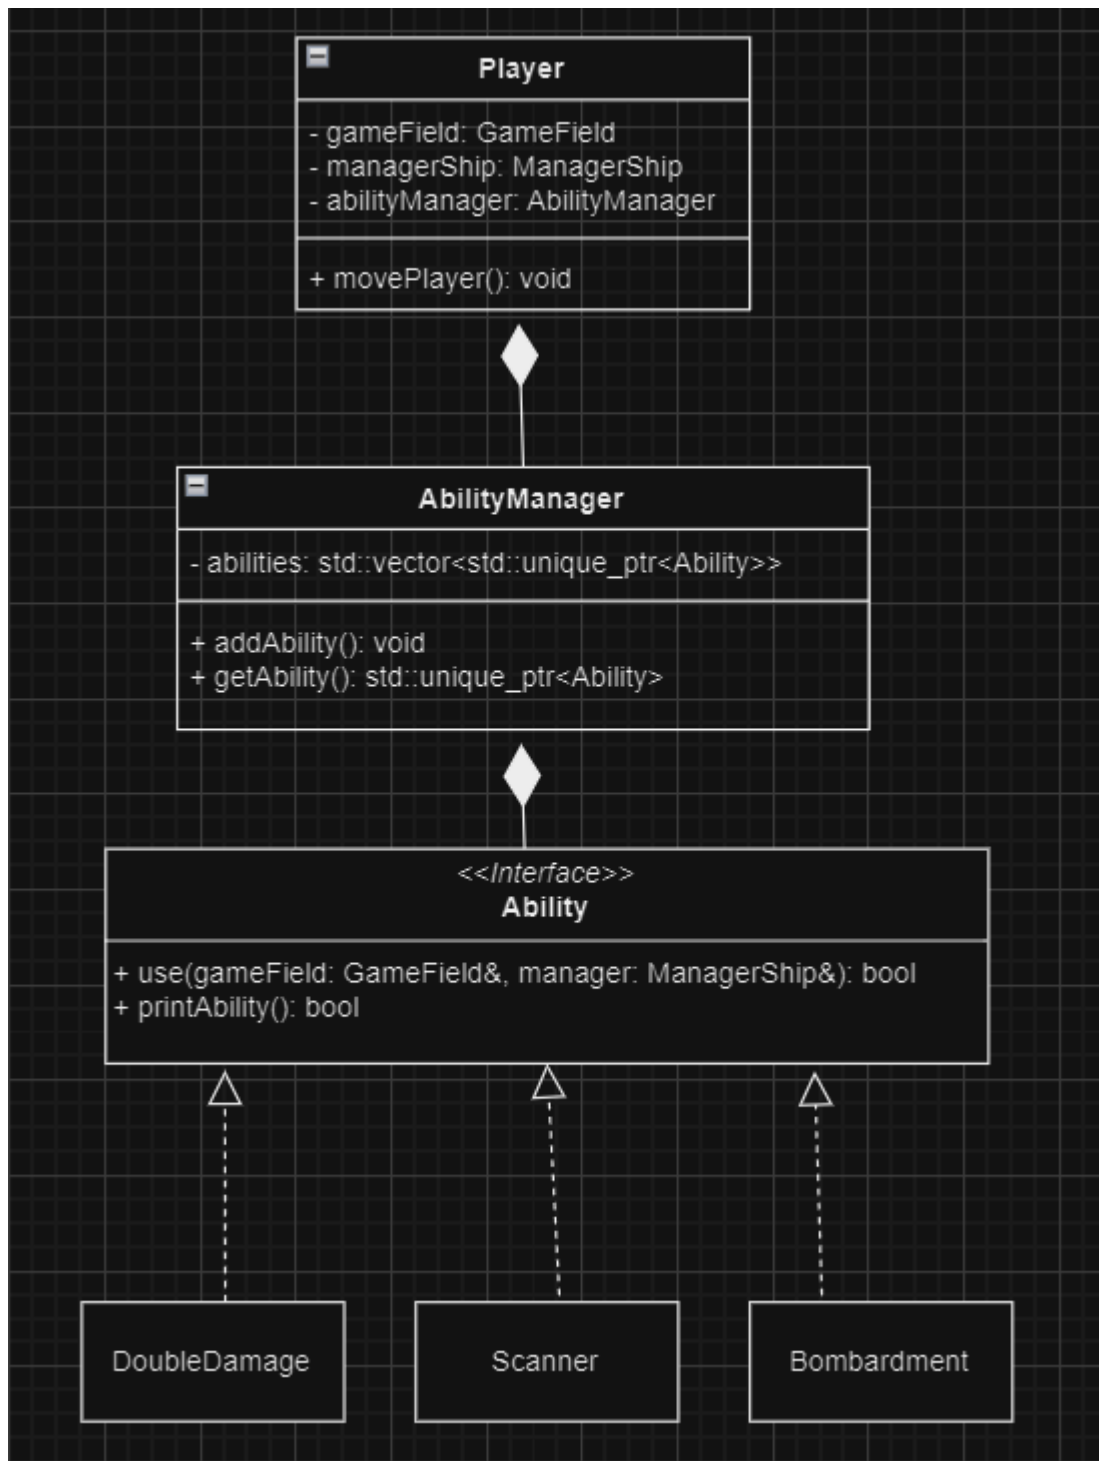 Player
- gameField: GameField
- managerShip: ManagerShip
- abilityManager: AbilityManager
+ movePlayer(): void
AbilityManager
- abilities: std::vector<std::unique_ptr<Ability>>
+ addAbility(): void
+ getAbility(): std::unique_ptr<Ability>
<<Interface>>
Ability
+ use(gameField: GameField&, manager: ManagerShip&): bool
+ printAbility(): bool
DoubleDamage
Scanner
Bombardment